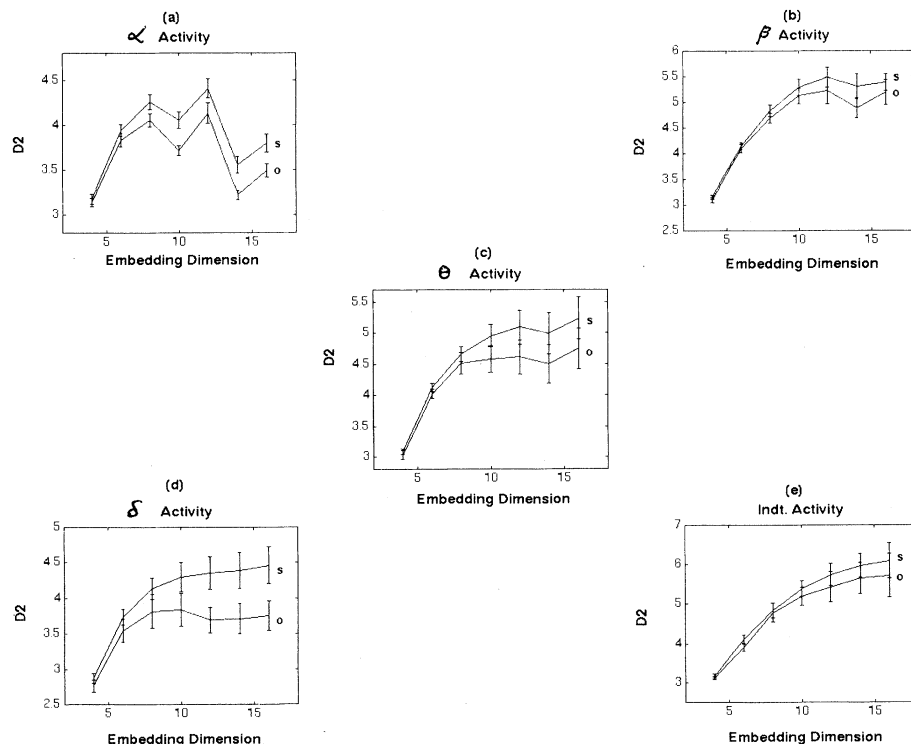 (a)
α Activity
4.5
4
3.5
3
D2
5 10 15
Embedding Dimension
s
o
(b)
β Activity
6
5.5
5
4.5
4
3.5
3
2.5
D2
5 10 15
Embedding Dimension
s
o
(c)
θ Activity
5.5
5
4.5
4
3.5
3
D2
5 10 15
Embedding Dimension
s
o
(d)
δ Activity
5
4.5
4
3.5
3
2.5
D2
5 10 15
Embedding Dimension
s
o
(e)
Indt. Activity
7
6
5
4
3
D2
5 10 15
Embedding Dimension
s
o